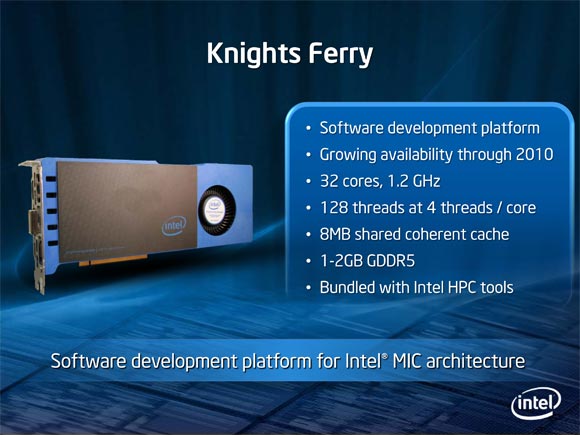 Knights Ferry
• Software development platform
• Growing availability through 2010
• 32 cores, 1.2 GHz
• 128 threads at 4 threads / core
• 8MB shared coherent cache
• 1-2GB GDDR5
• Bundled with Intel HPC tools
intel
intel
Software development platform for Intel® MIC architecture
intel